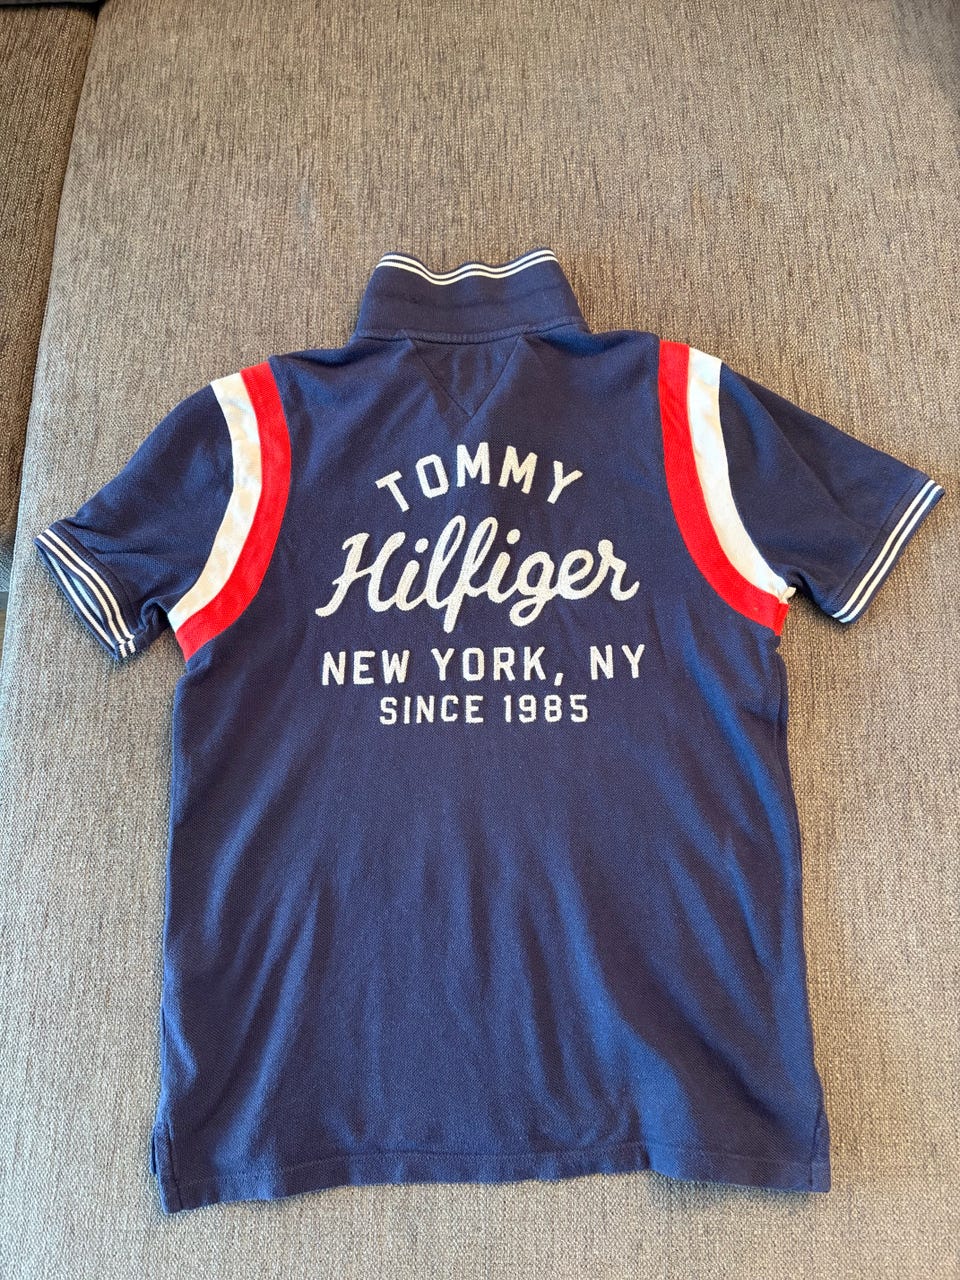 TOMMY
Hilfiger
NEW YORK, NY
SINCE 1985